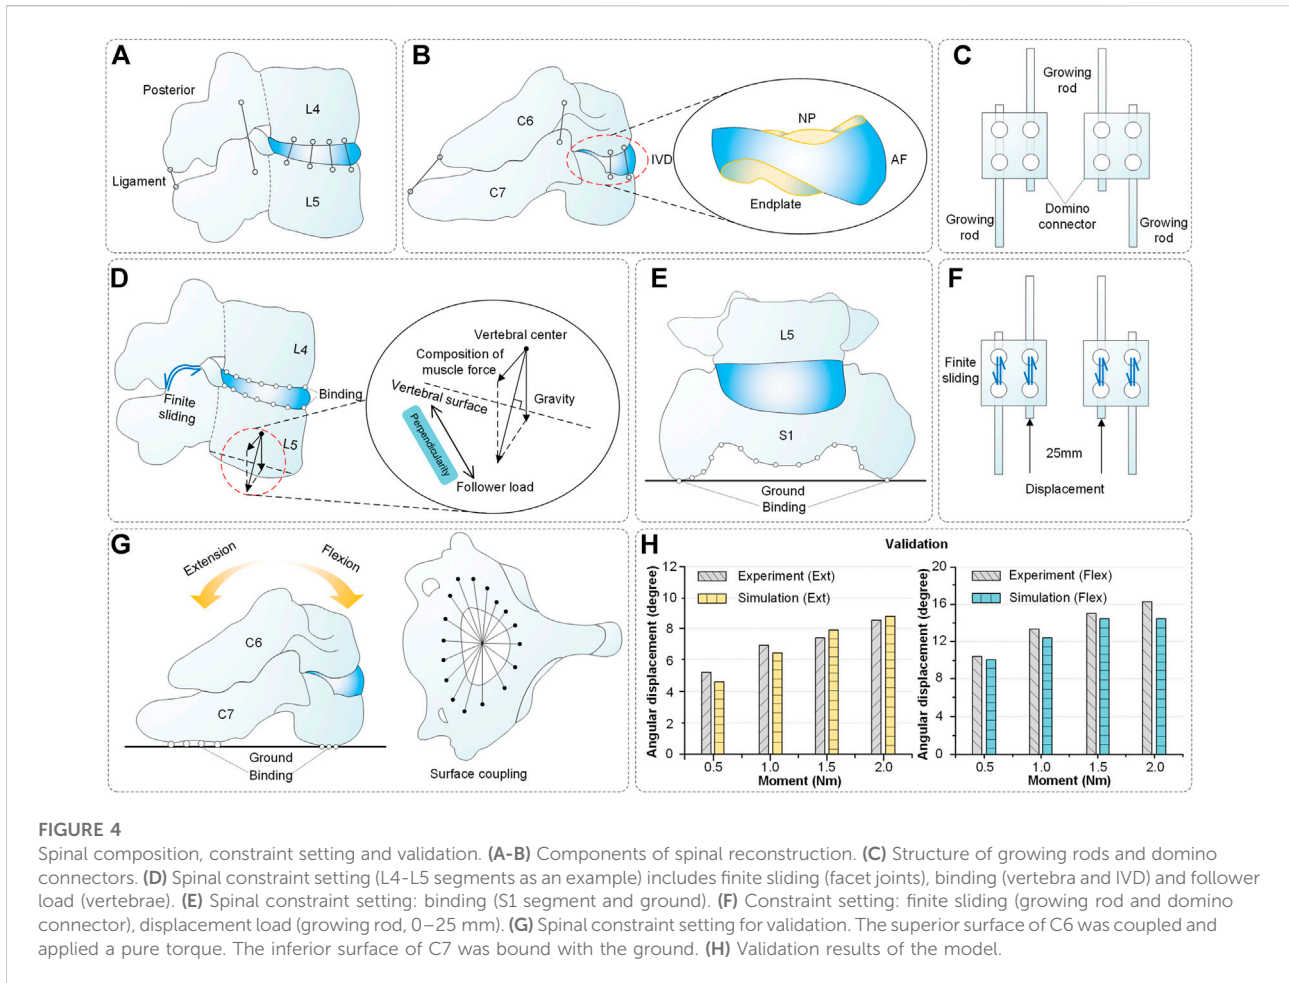 A
Posterior
L4
Ligament
L5
B
C6
C7
IVD
NP
AF
Endplate
C
Growing
rod
Domino
connector
Growing
rod
Growing
rod
D
L4
Finite
sliding
Binding
L5
Vertebral center
Composition of
muscle force
Vertebral surface
Gravity
Perpendicularity
Follower load
E
L5
S1
Ground
Binding
F
Finite
sliding
25mm
Displacement
G
Extension
Flexion
C6
C7
Ground
Binding
Surface coupling
H
Validation
Angular displacement (degree)
12
10
8
6
4
2
0
Experiment (Ext)
Simulation (Ext)
0.5 1.0 1.5 2.0
Moment (Nm)
Angular displacement (degree)
20
16
12
8
4
0
Experiment (Flex)
Simulation (Flex)
0.5 1.0 1.5 2.0
Moment (Nm)
FIGURE 4
Spinal composition, constraint setting and validation. (A-B) Components of spinal reconstruction. (C) Structure of growing rods and domino
connectors. (D) Spinal constraint setting (L4-L5 segments as an example) includes finite sliding (facet joints), binding (vertebra and IVD) and follower
load (vertebrae). (E) Spinal constraint setting: binding (S1 segment and ground). (F) Constraint setting: finite sliding (growing rod and domino
connector), displacement load (growing rod, 0–25 mm). (G) Spinal constraint setting for validation. The superior surface of C6 was coupled and
applied a pure torque. The inferior surface of C7 was bound with the ground. (H) Validation results of the model.